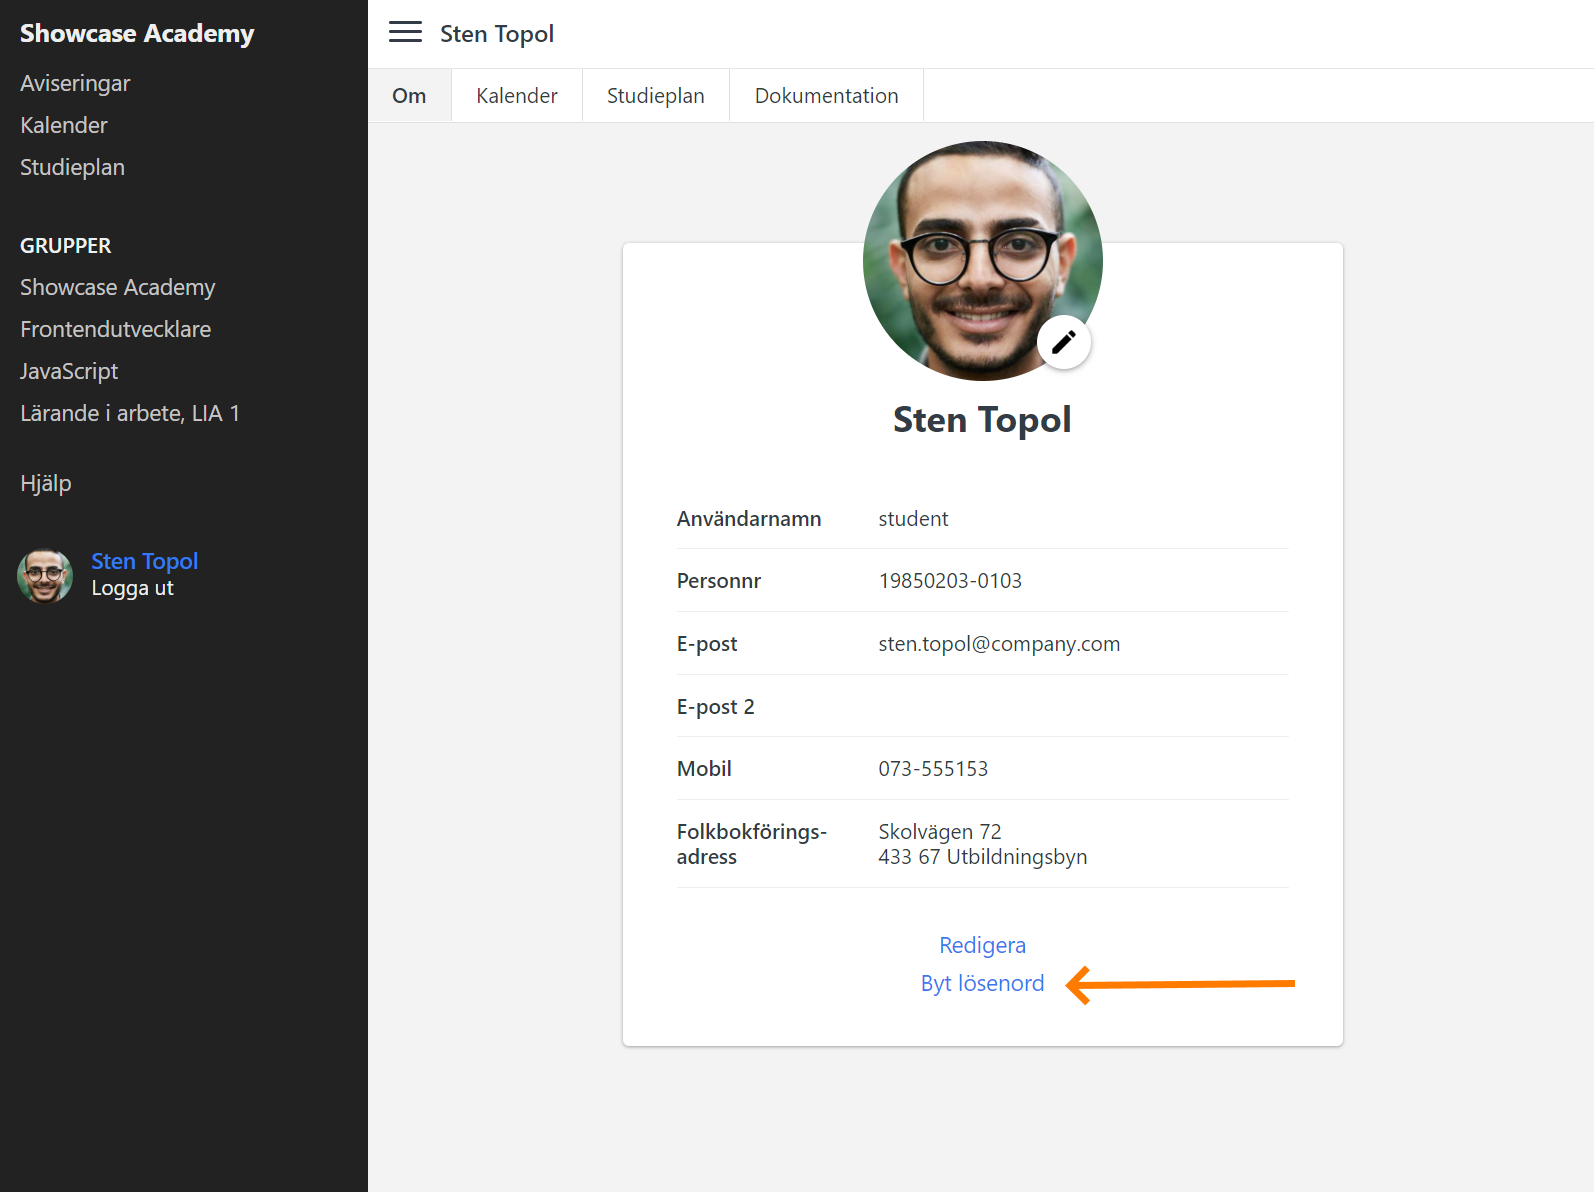 Showcase Academy
Aviseringar
Kalender
Studieplan
GRUPPER
Showcase Academy
Frontendutvecklare
JavaScript
Lärande i arbete, LIA 1
Hjälp
Sten Topol
Logga ut
Sten Topol
Om Kalender Studieplan Dokumentation
Sten Topol
Användarnamn student
Personnr 19850203-0103
E-post sten.topol@company.com
E-post 2
Mobil 073-555153
Folkbokförings- Skolvägen 72
adress 433 67 Utbildningsbyn
Redigera
Byt lösenord